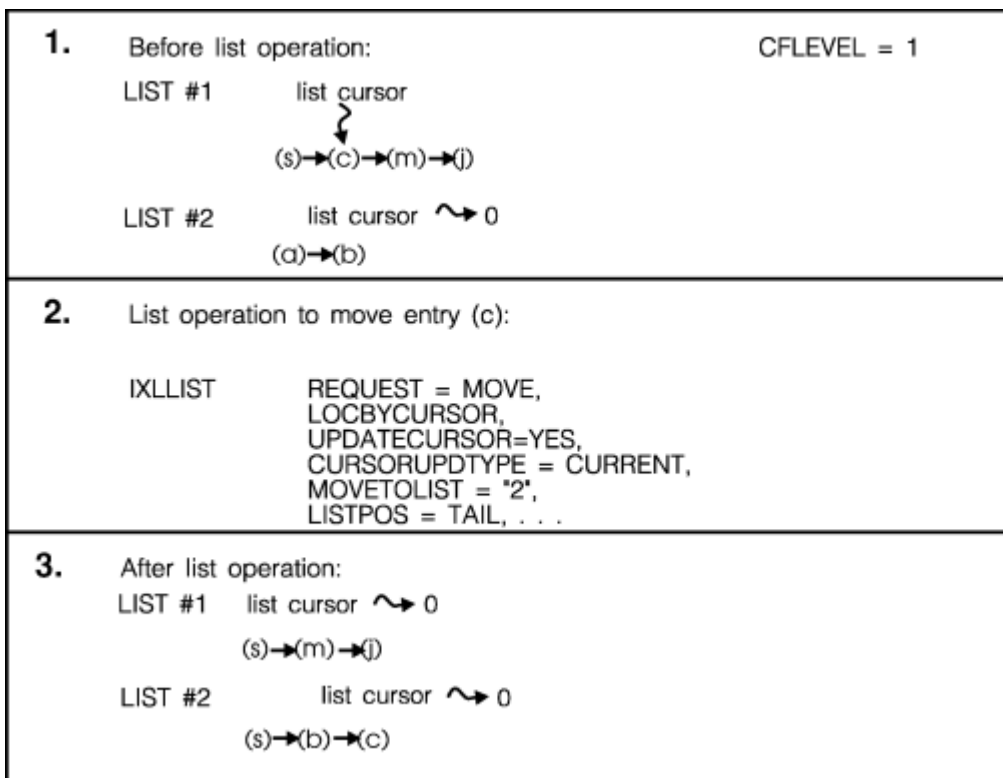 1. Before list operation: CFLEVEL = 1
LIST #1 list cursor
(s)→(c)→(m)→(j)
LIST #2 list cursor → 0
(a)→(b)
2. List operation to move entry (c):
IXLLIST REQUEST = MOVE,
LOCBYCURSOR,
UPDATECURSOR=YES,
CURSORUPDTYPE = CURRENT,
MOVETOLIST = "2",
LISTPOS = TAIL, . . .
3. After list operation:
LIST #1 list cursor → 0
(s)→(m)→(j)
LIST #2 list cursor → 0
(s)→(b)→(c)